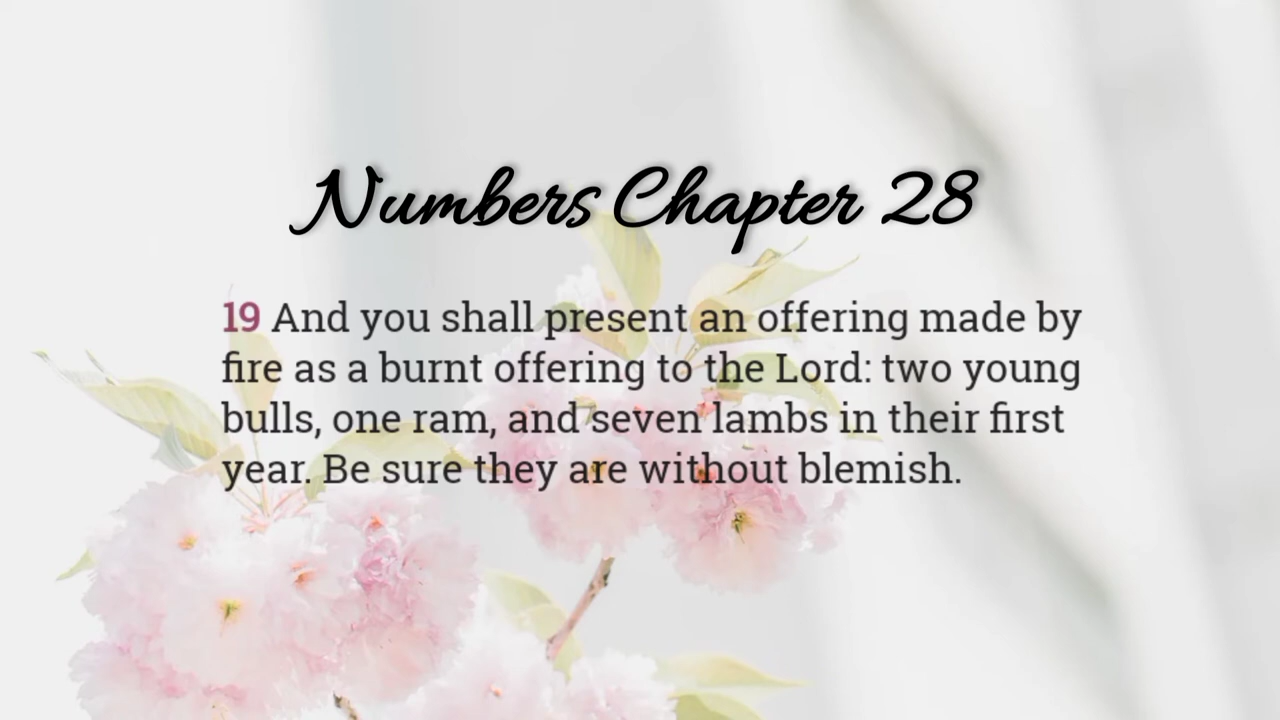 Numbers Chapter 28
19 And you shall present an offering made by
fire as a burnt offering to the Lord: two young
bulls, one ram, and seven lambs in their first
year. Be sure they are without blemish.